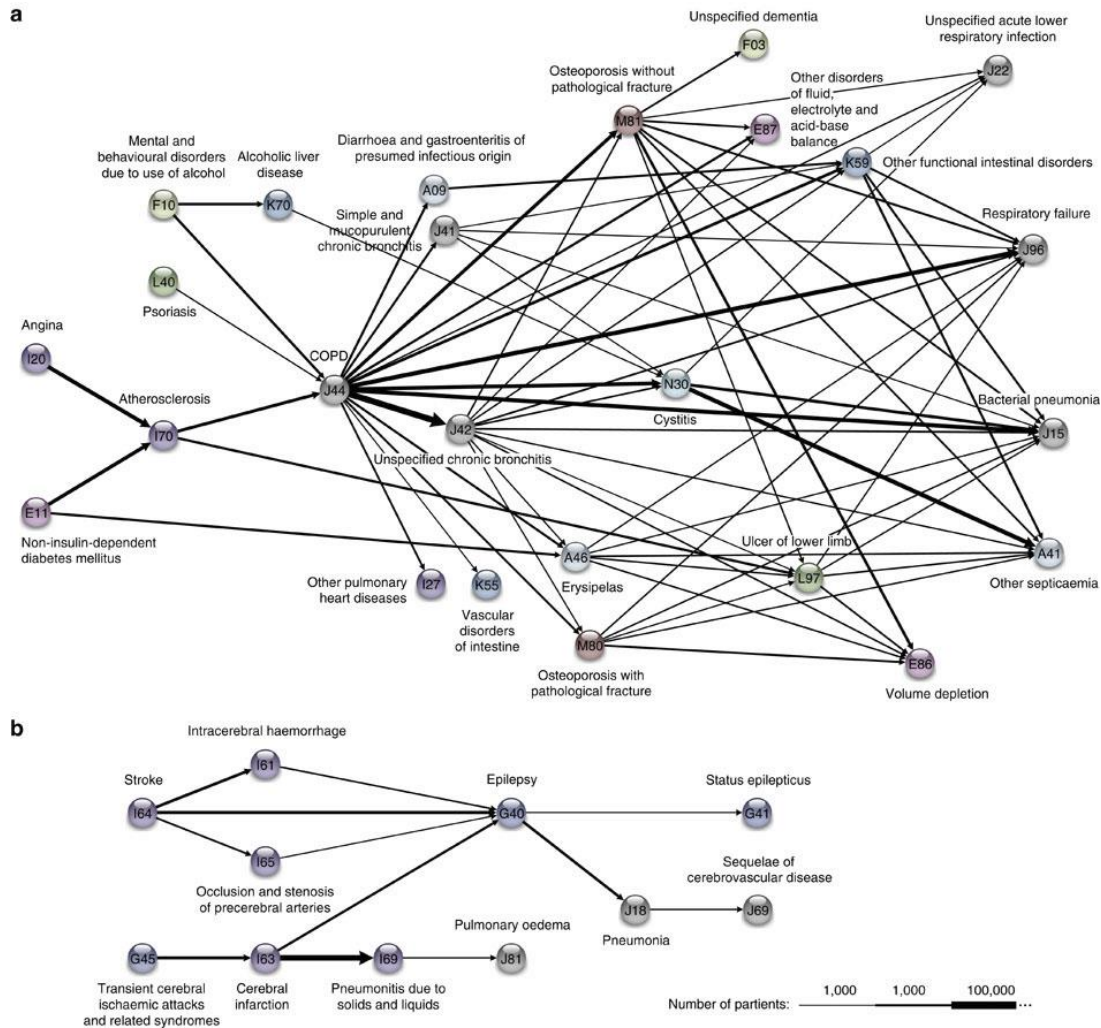 a
Unspecified dementia
F03
Unspecified acute lower
respiratory infection
J22
Osteoporosis without
pathological fracture
M81
Other disorders
of fluid,
electrolyte and
acid-base
balance
E87
Mental and
behavioural disorders
due to use of alcohol
F10
Alcoholic liver
disease
K70
Diarrhoea and gastroenteritis of
presumed infectious origin
A09
K59
Other functional intestinal disorders
Simple and
mucopurulent
chronic bronchitis
J41
Respiratory failure
J96
L40
Psoriasis
Angina
I20
COPD
J44
Atherosclerosis
I70
N30
Cystitis
Bacterial pneumonia
J15
J42
Unspecified chronic bronchitis
E11
Non-insulin-dependent
diabetes mellitus
Ulcer of lower limb
L97
A46
Erysipelas
A41
Other septicaemia
Other pulmonary
heart diseases
I27
K55
Vascular
disorders
of intestine
M80
Osteoporosis with
pathological fracture
E86
Volume depletion
b
Intracerebral haemorrhage
I61
Stroke
I64
Epilepsy
G40
Status epilepticus
G41
I65
Occlusion and stenosis
of precerebral arteries
Sequelae of
cerebrovascular disease
J18
Pneumonia
J69
Pulmonary oedema
G45
Transient cerebral
ischaemic attacks
and related syndromes
I63
Cerebral
infarction
I69
Pneumonitis due to
solids and liquids
J81
Number of partients:
1,000
1,000
100,000
...